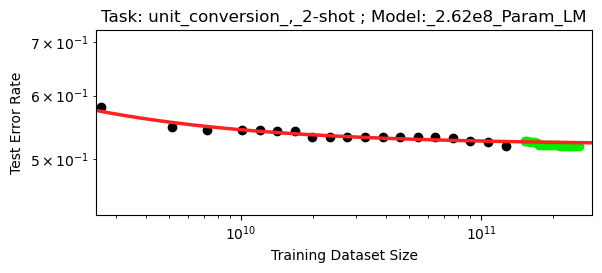 Task: unit_conversion_,_2-shot ; Model:_2.62e8_Param_LM
7 × 10⁻¹
6 × 10⁻¹
5 × 10⁻¹
Test Error Rate
10¹⁰
10¹¹
Training Dataset Size